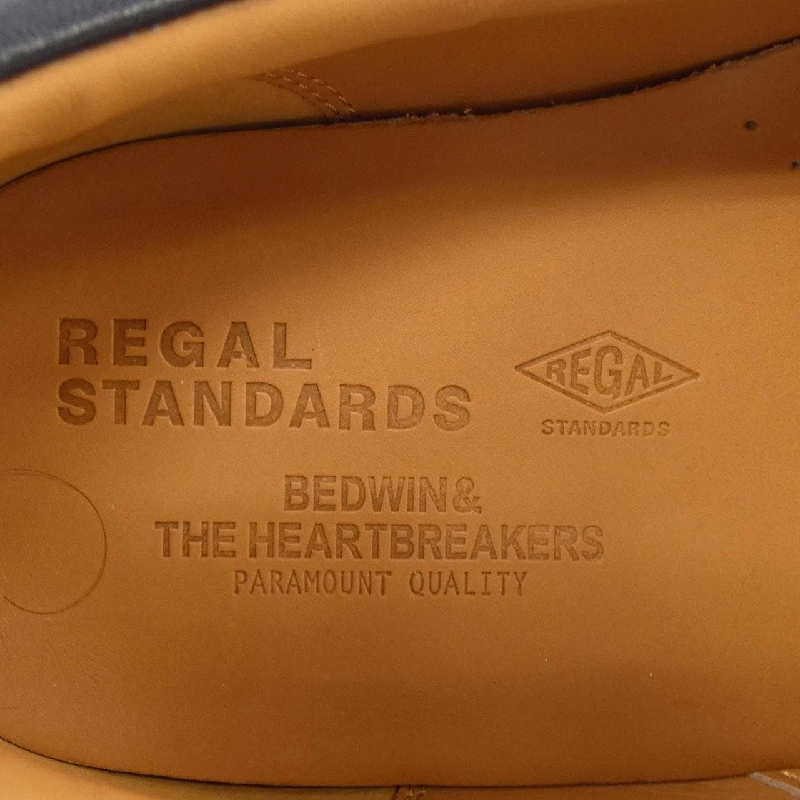 REGAL
STANDARDS
REGAL
STANDARDS
BEDWIN&
THE HEARTBREAKERS
PARAMOUNT QUALITY